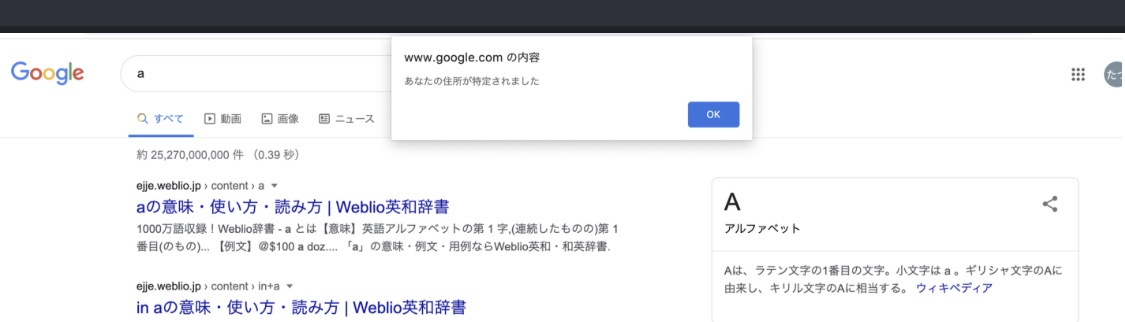 Google
a
www.google.com の内容
あなたの住所が特定されました
OK
たつ
すべて 動画 画像 ニュース
約 25,270,000,000 件 （0.39 秒）
ejje.weblio.jp › content › a
aの意味・使い方・読み方 | Weblio英和辞書
1000万語収録！Weblio辞書 - a とは【意味】英語アルファベットの第 1 字,(連続したものの)第 1
番目(のもの)... 【例文】@$100 a doz.... 「a」の意味・例文・用例ならWeblio英和・和英辞書.
ejje.weblio.jp › content › in+a
in aの意味・使い方・読み方 | Weblio英和辞書
A
アルファベット
Aは、ラテン文字の1番目の文字。小文字は a 。ギリシャ文字のΑに
由来し、キリル文字のАに相当する。 ウィキペディア